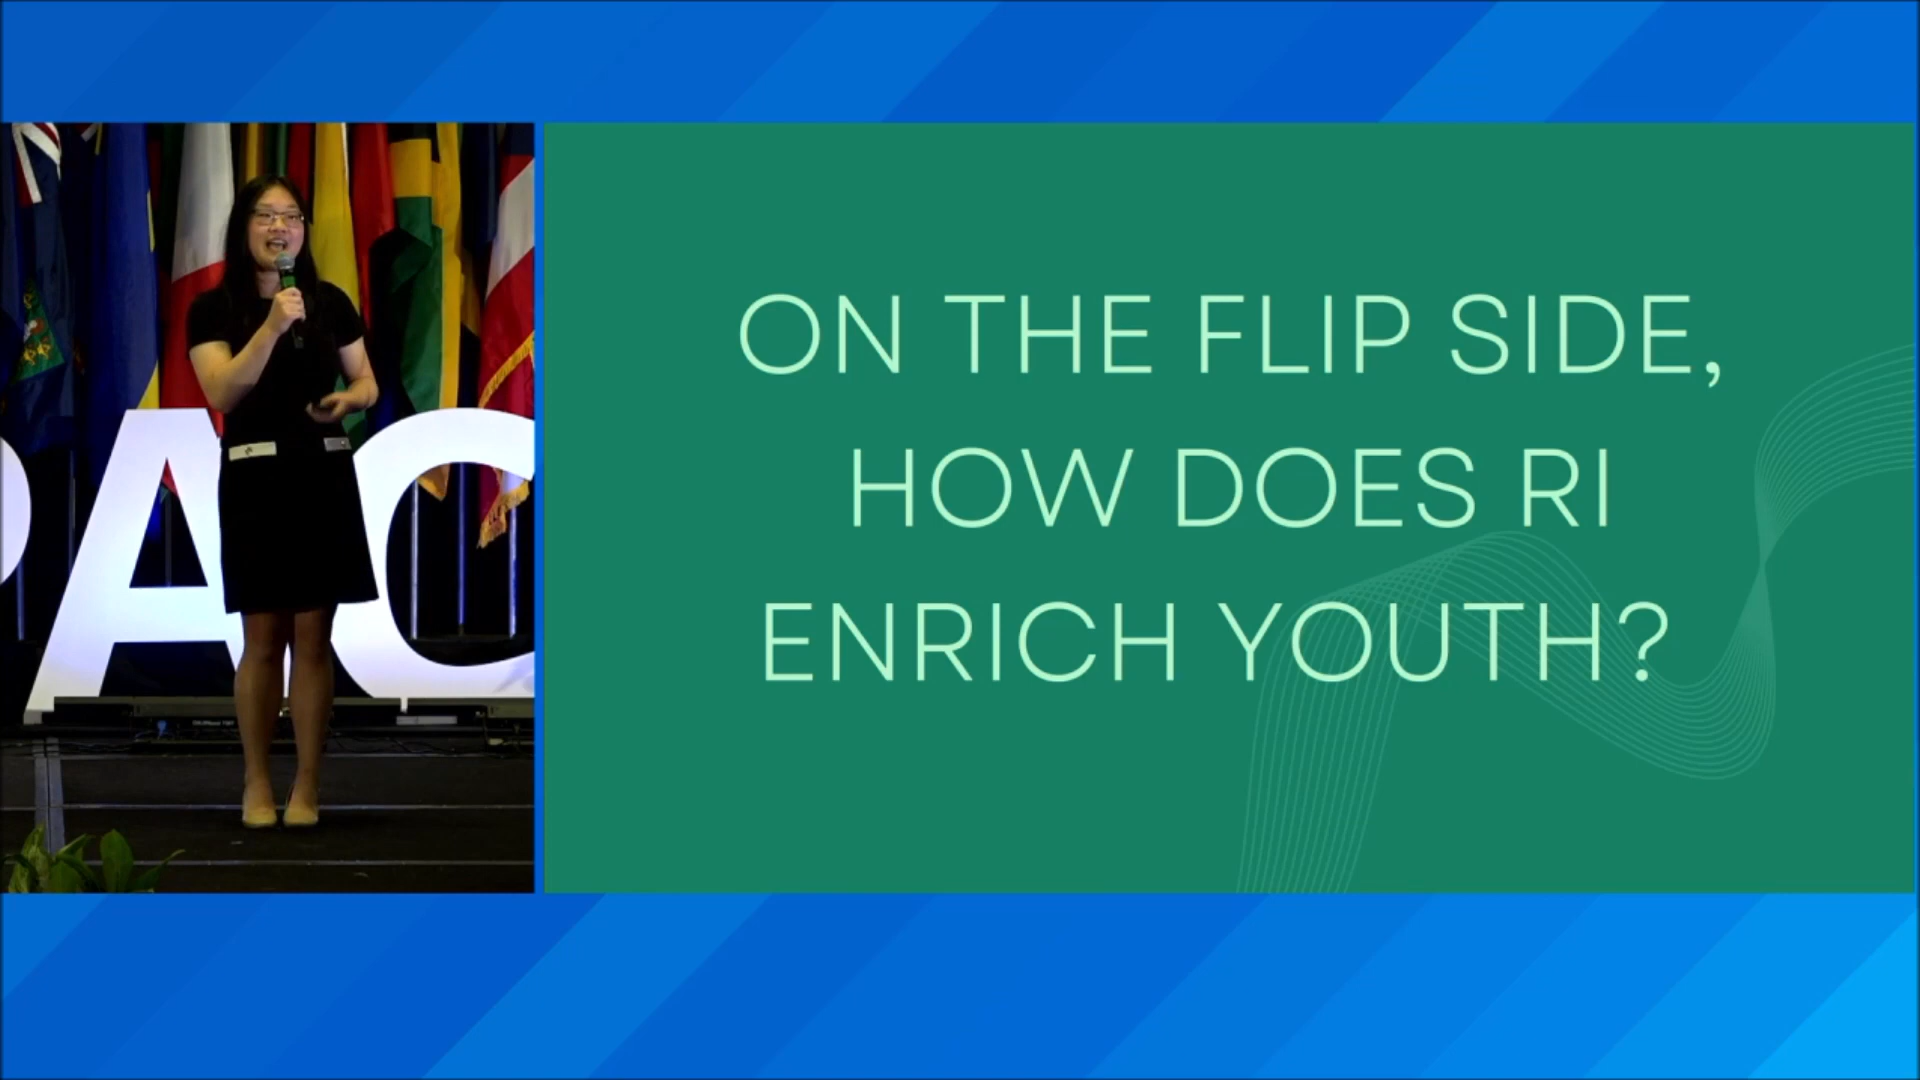 PAC
ON THE FLIP SIDE,
HOW DOES RI
ENRICH YOUTH?